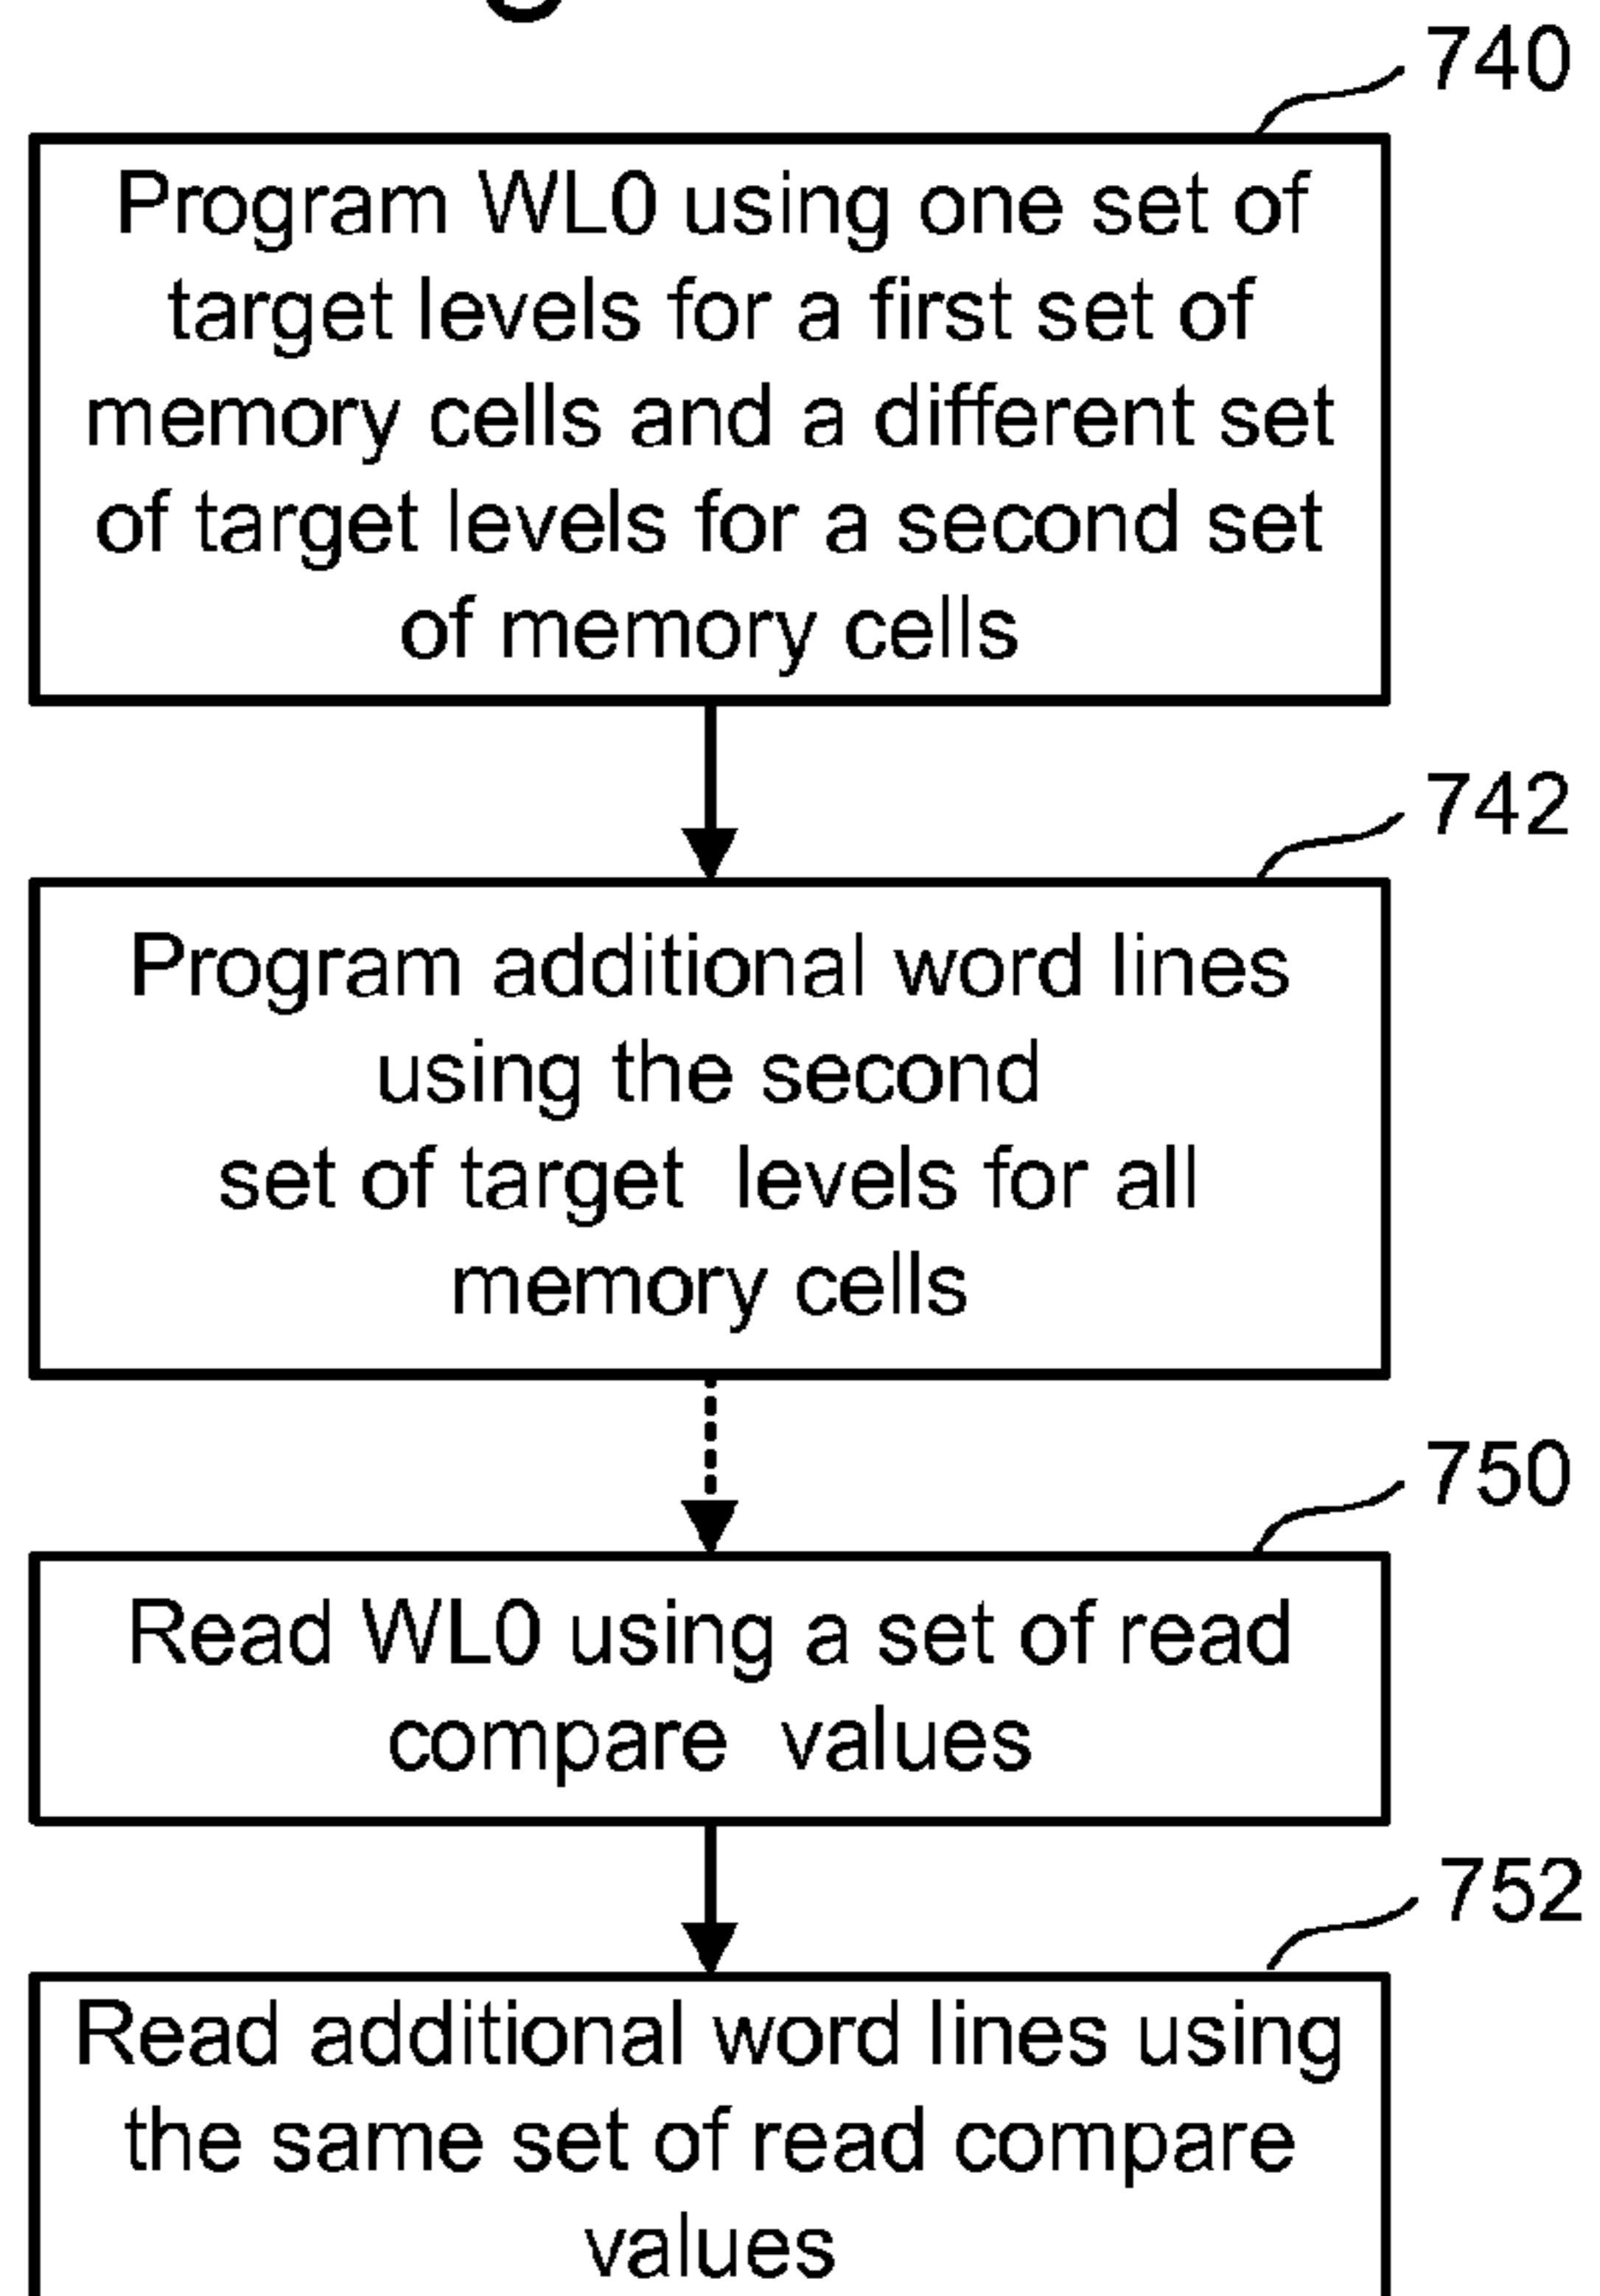 740
Program WL0 using one set of
target levels for a first set of
memory cells and a different set
of target levels for a second set
of memory cells
742
Program additional word lines
using the second
set of target levels for all
memory cells
750
Read WL0 using a set of read
compare values
752
Read additional word lines using
the same set of read compare
values